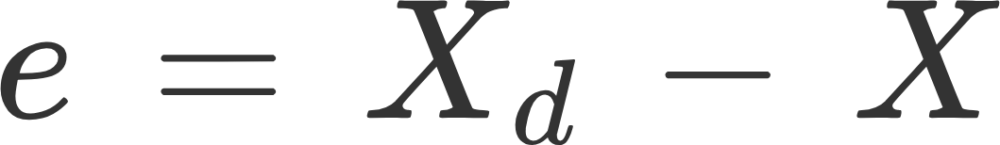 e = X_d − X